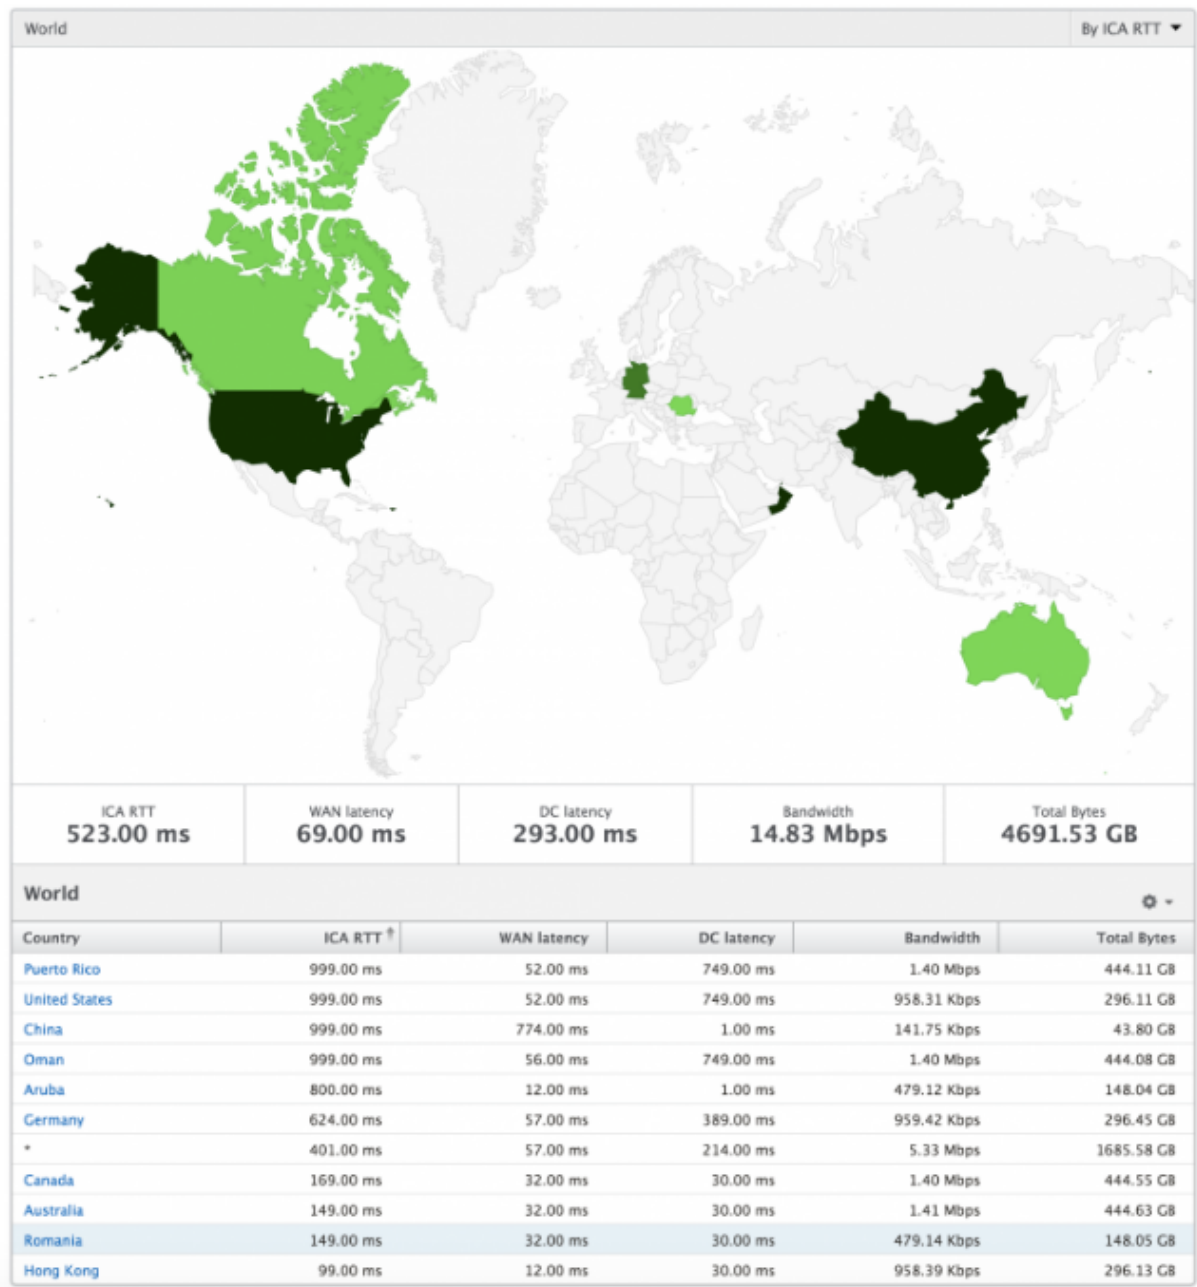 World By ICA RTT
ICA RTT WAN latency DC latency Bandwidth Total Bytes
523.00 ms 69.00 ms 293.00 ms 14.83 Mbps 4691.53 GB
World
Country ICA RTT WAN latency DC latency Bandwidth Total Bytes
Puerto Rico 999.00 ms 52.00 ms 749.00 ms 1.40 Mbps 444.11 GB
United States 999.00 ms 52.00 ms 749.00 ms 958.31 Kbps 296.11 GB
China 999.00 ms 774.00 ms 1.00 ms 141.75 Kbps 43.80 GB
Oman 999.00 ms 56.00 ms 749.00 ms 1.40 Mbps 444.08 GB
Aruba 800.00 ms 12.00 ms 1.00 ms 479.12 Kbps 148.04 GB
Germany 624.00 ms 57.00 ms 389.00 ms 959.42 Kbps 296.45 GB
* 401.00 ms 57.00 ms 214.00 ms 5.33 Mbps 1685.58 GB
Canada 169.00 ms 32.00 ms 30.00 ms 1.40 Mbps 444.55 GB
Australia 149.00 ms 32.00 ms 30.00 ms 1.41 Mbps 444.63 GB
Romania 149.00 ms 32.00 ms 30.00 ms 479.14 Kbps 148.05 GB
Hong Kong 99.00 ms 12.00 ms 30.00 ms 958.39 Kbps 296.13 GB